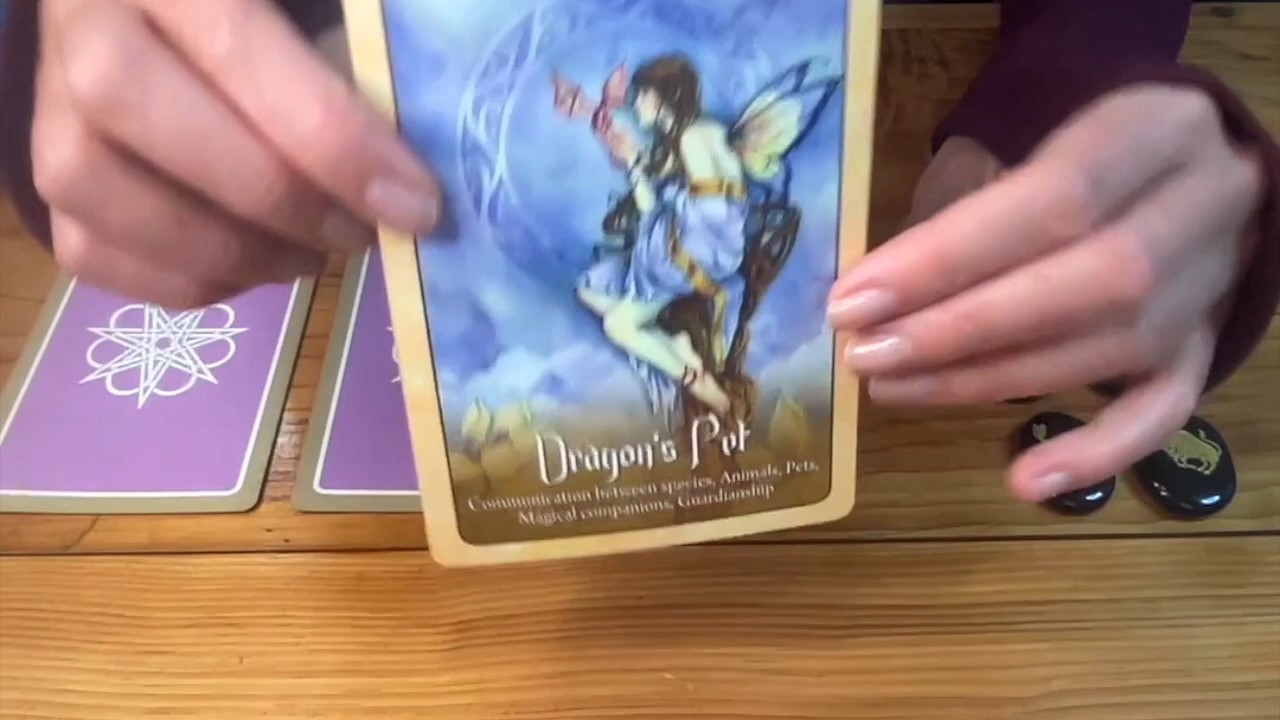 Dragon's Pet
Communication between species, Animals, Pets,
Magical companions, Guardianship